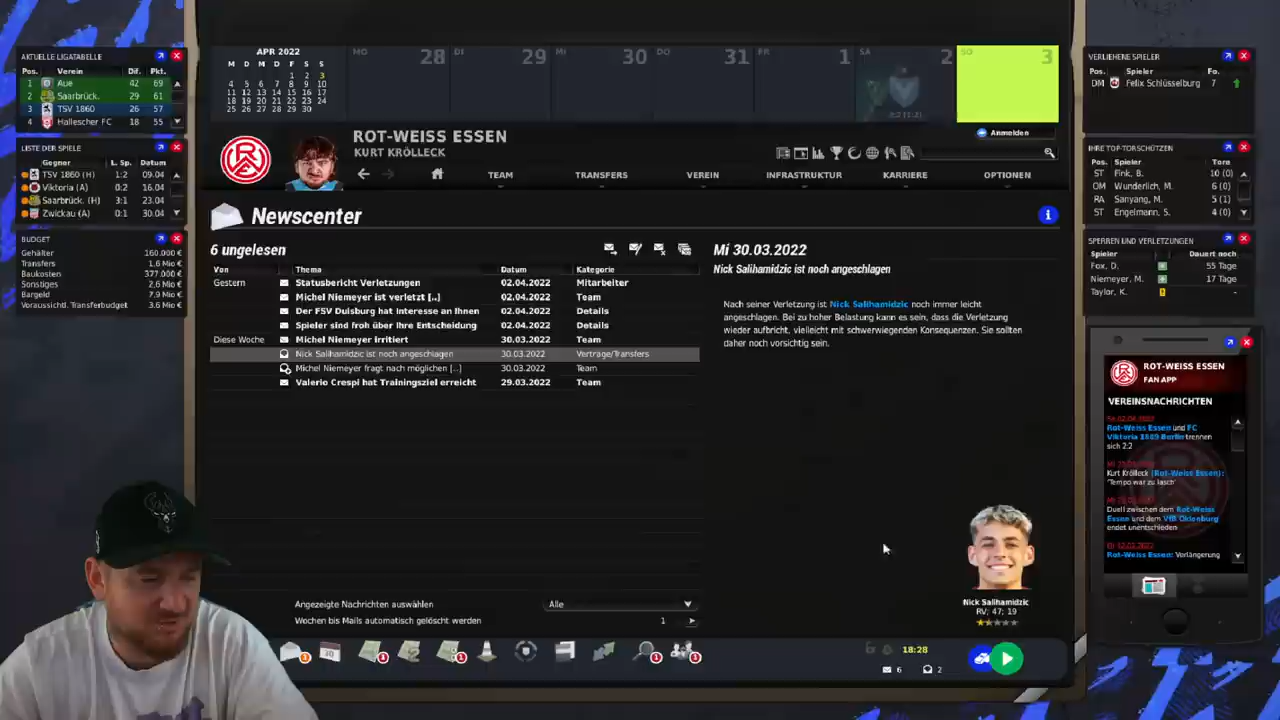 AKTUELLE LIGATABELLE
Pos. Verein Dif. Pkt.
1 Aue 42 69
2 Saarbrück. 29 61
3 TSV 1860 26 57
4 Hallescher FC 18 55
LISTE DER SPIELE
Gegner L. Sp. Datum
TSV 1860 (H) 1:2 09.04
Viktoria (A) 0:2 16.04
Saarbrück. (H) 3:1 23.04
Zwickau (A) 0:1 30.04
BUDGET
Gehälter 160.000 €
Transfers 1,6 Mio €
Baukosten 377.000 €
Sonstiges 2,6 Mio €
Bargeld 7,9 Mio €
Voraussichtl. Transferbudget 3,6 Mio €
APR 2022
M D M D F S S
1 2 3
4 5 6 7 8 9 10
11 12 13 14 15 16 17
18 19 20 21 22 23 24
25 26 27 28 29 30
MO 28 DI 29 MI 30 DO 31 FR 1 SA 2 SO 3
Anmelden
ROT-WEISS ESSEN
KURT KRÖLLECK
TEAM TRANSFERS VEREIN INFRASTRUKTUR KARRIERE OPTIONEN
Newscenter
6 ungelesen
Von Thema Datum Kategorie
Gestern Statusbericht Verletzungen 02.04.2022 Mitarbeiter
Michel Niemeyer ist verletzt [..] 02.04.2022 Team
Der FSV Duisburg hat Interesse an Ihnen 02.04.2022 Details
Spieler sind froh über Ihre Entscheidung 02.04.2022 Details
Diese Woche Michel Niemeyer irritiert 30.03.2022 Team
Nick Salihamidzic ist noch angeschlagen 30.03.2022 Verträge/Transfers
Michel Niemeyer fragt nach möglichen [..] 30.03.2022 Team
Valerio Crespi hat Trainingsziel erreicht 29.03.2022 Team
Angezeigte Nachrichten auswählen Alle
Wochen bis Mails automatisch gelöscht werden 1
Mi 30.03.2022
Nick Salihamidzic ist noch angeschlagen
Nach seiner Verletzung ist Nick Salihamidzic noch immer leicht
angeschlagen. Bei zu hoher Belastung kann es sein, dass die Verletzung
wieder aufbricht, vielleicht mit schwerwiegenden Konsequenzen. Sie sollten
daher noch vorsichtig sein.
Nick Salihamidzic
RV; 47; 19
18:28
6 2
VERLIEHENE SPIELER
Pos. Spieler Fo.
DM Felix Schlüsselburg 7
IHRE TOP-TORSCHÜTZEN
Pos. Spieler Tore
ST Fink, B. 10 (0)
OM Wunderlich, M. 6 (0)
RA Sanyang, M. 5 (1)
ST Engelmann, S. 4 (0)
SPERREN UND VERLETZUNGEN
Spieler Dauert noch
Fox, D. 55 Tage
Niemeyer, M. 17 Tage
Taylor, K. -
ROT-WEISS ESSEN
FAN APP
VEREINSNACHRICHTEN
Sa 02.04.2022
Rot-Weiss Essen und FC
Viktoria 1889 Berlin trennen
sich 2:2
Kurt Krölleck (Rot-Weiss Essen):
"Tempo war zu lasch"
Duell zwischen dem Rot-Weiss
Essen und dem VfB Oldenburg
endet unentschieden
Rot-Weiss Essen: Verlängerung